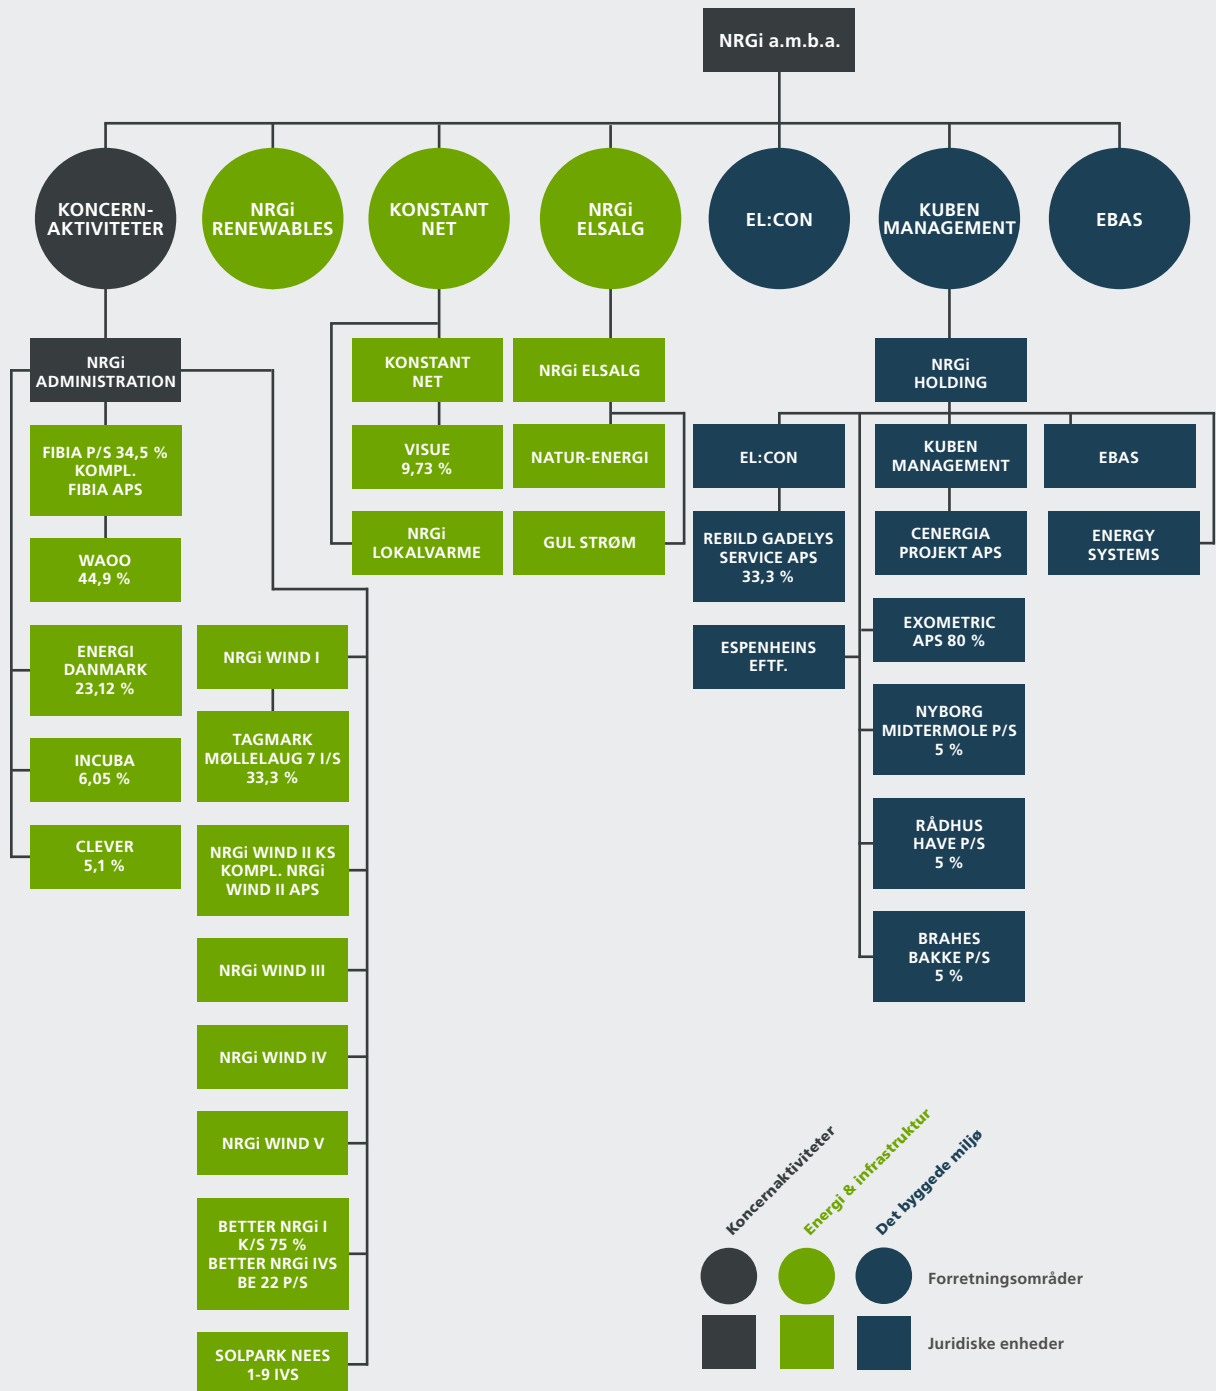 NRGi a.m.b.a.
KONCERN-
AKTIVITETER
NRGi
RENEWABLES
KONSTANT
NET
NRGi
ELSALG
EL:CON
KUBEN
MANAGEMENT
EBAS
NRGi
ADMINISTRATION
FIBIA P/S 34,5 %
KOMPL.
FIBIA APS
WAOO
44,9 %
ENERGI
DANMARK
23,12 %
INCUBA
6,05 %
CLEVER
5,1 %
NRGi WIND I
TAGMARK
MØLLELAUG 7 I/S
33,3 %
NRGi WIND II KS
KOMPL. NRGi
WIND II APS
NRGi WIND III
NRGi WIND IV
NRGi WIND V
BETTER NRGi I
K/S 75 %
BETTER NRGi IVS
BE 22 P/S
SOLPARK NEES
1-9 IVS
KONSTANT
NET
VISUE
9,73 %
NRGi
LOKALVARME
NRGi ELSALG
NATUR-ENERGI
GUL STRØM
NRGi
HOLDING
EL:CON
REBILD GADELYS
SERVICE APS
33,3 %
ESPENHEINS
EFTF.
KUBEN
MANAGEMENT
CENERGIA
PROJEKT APS
EXOMETRIC
APS 80 %
NYBORG
MIDTERMOLE P/S
5 %
RÅDHUS
HAVE P/S
5 %
BRAHES
BAKKE P/S
5 %
EBAS
ENERGY
SYSTEMS
Koncernaktiviteter
Energi & infrastruktur
Det byggede miljø
Forretningsområder
Juridiske enheder